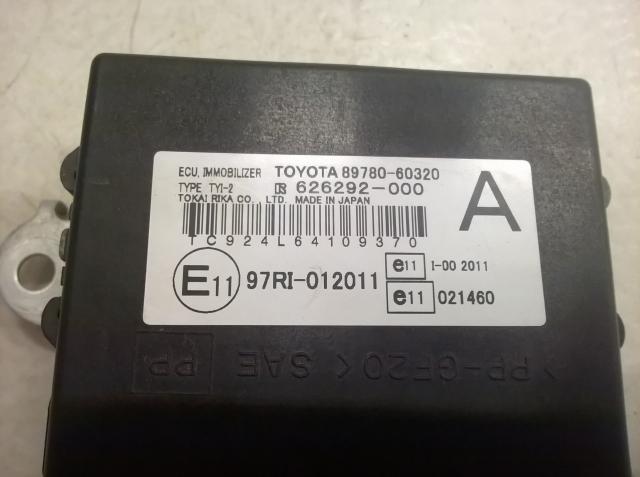 ECU, IMMOBILIZER TOYOTA 89780-60320
TYPE TYI-2 R 626292-000
TOKAI RIKA CO., LTD. MADE IN JAPAN
A
TC924L64109370
E11 97RI-012011
e11 I-00 2011
e11 021460
>PP-GF20< SAE PP